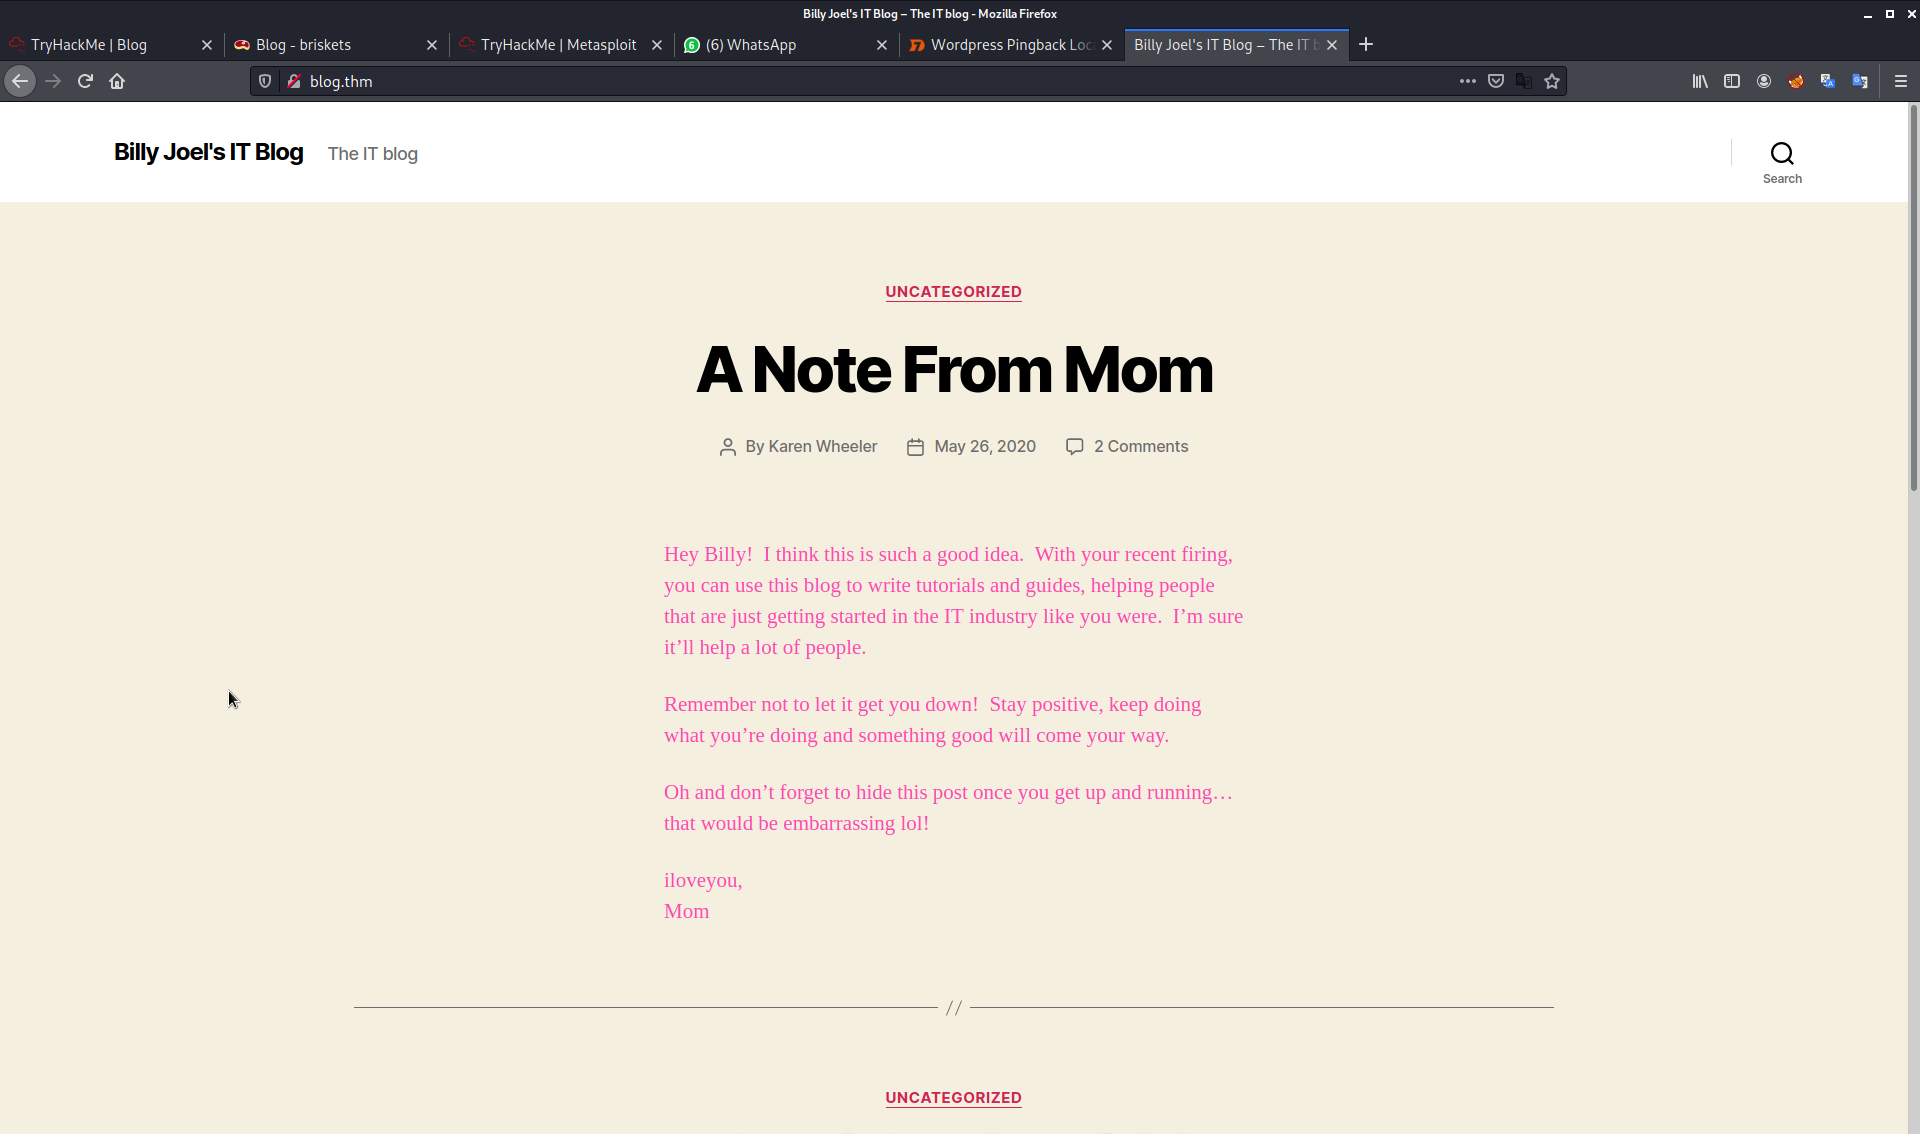 Billy Joel's IT Blog – The IT blog - Mozilla Firefox
TryHackMe | Blog
Blog - briskets
TryHackMe | Metasploit
(6) WhatsApp
Wordpress Pingback Loc
Billy Joel's IT Blog – The IT b
blog.thm
Billy Joel's IT Blog
The IT blog
Search
UNCATEGORIZED
A Note From Mom
By Karen Wheeler
May 26, 2020
2 Comments
Hey Billy!  I think this is such a good idea.  With your recent firing,
you can use this blog to write tutorials and guides, helping people
that are just getting started in the IT industry like you were.  I’m sure
it’ll help a lot of people.
Remember not to let it get you down!  Stay positive, keep doing
what you’re doing and something good will come your way.
Oh and don’t forget to hide this post once you get up and running…
that would be embarrassing lol!
iloveyou,
Mom
//
UNCATEGORIZED